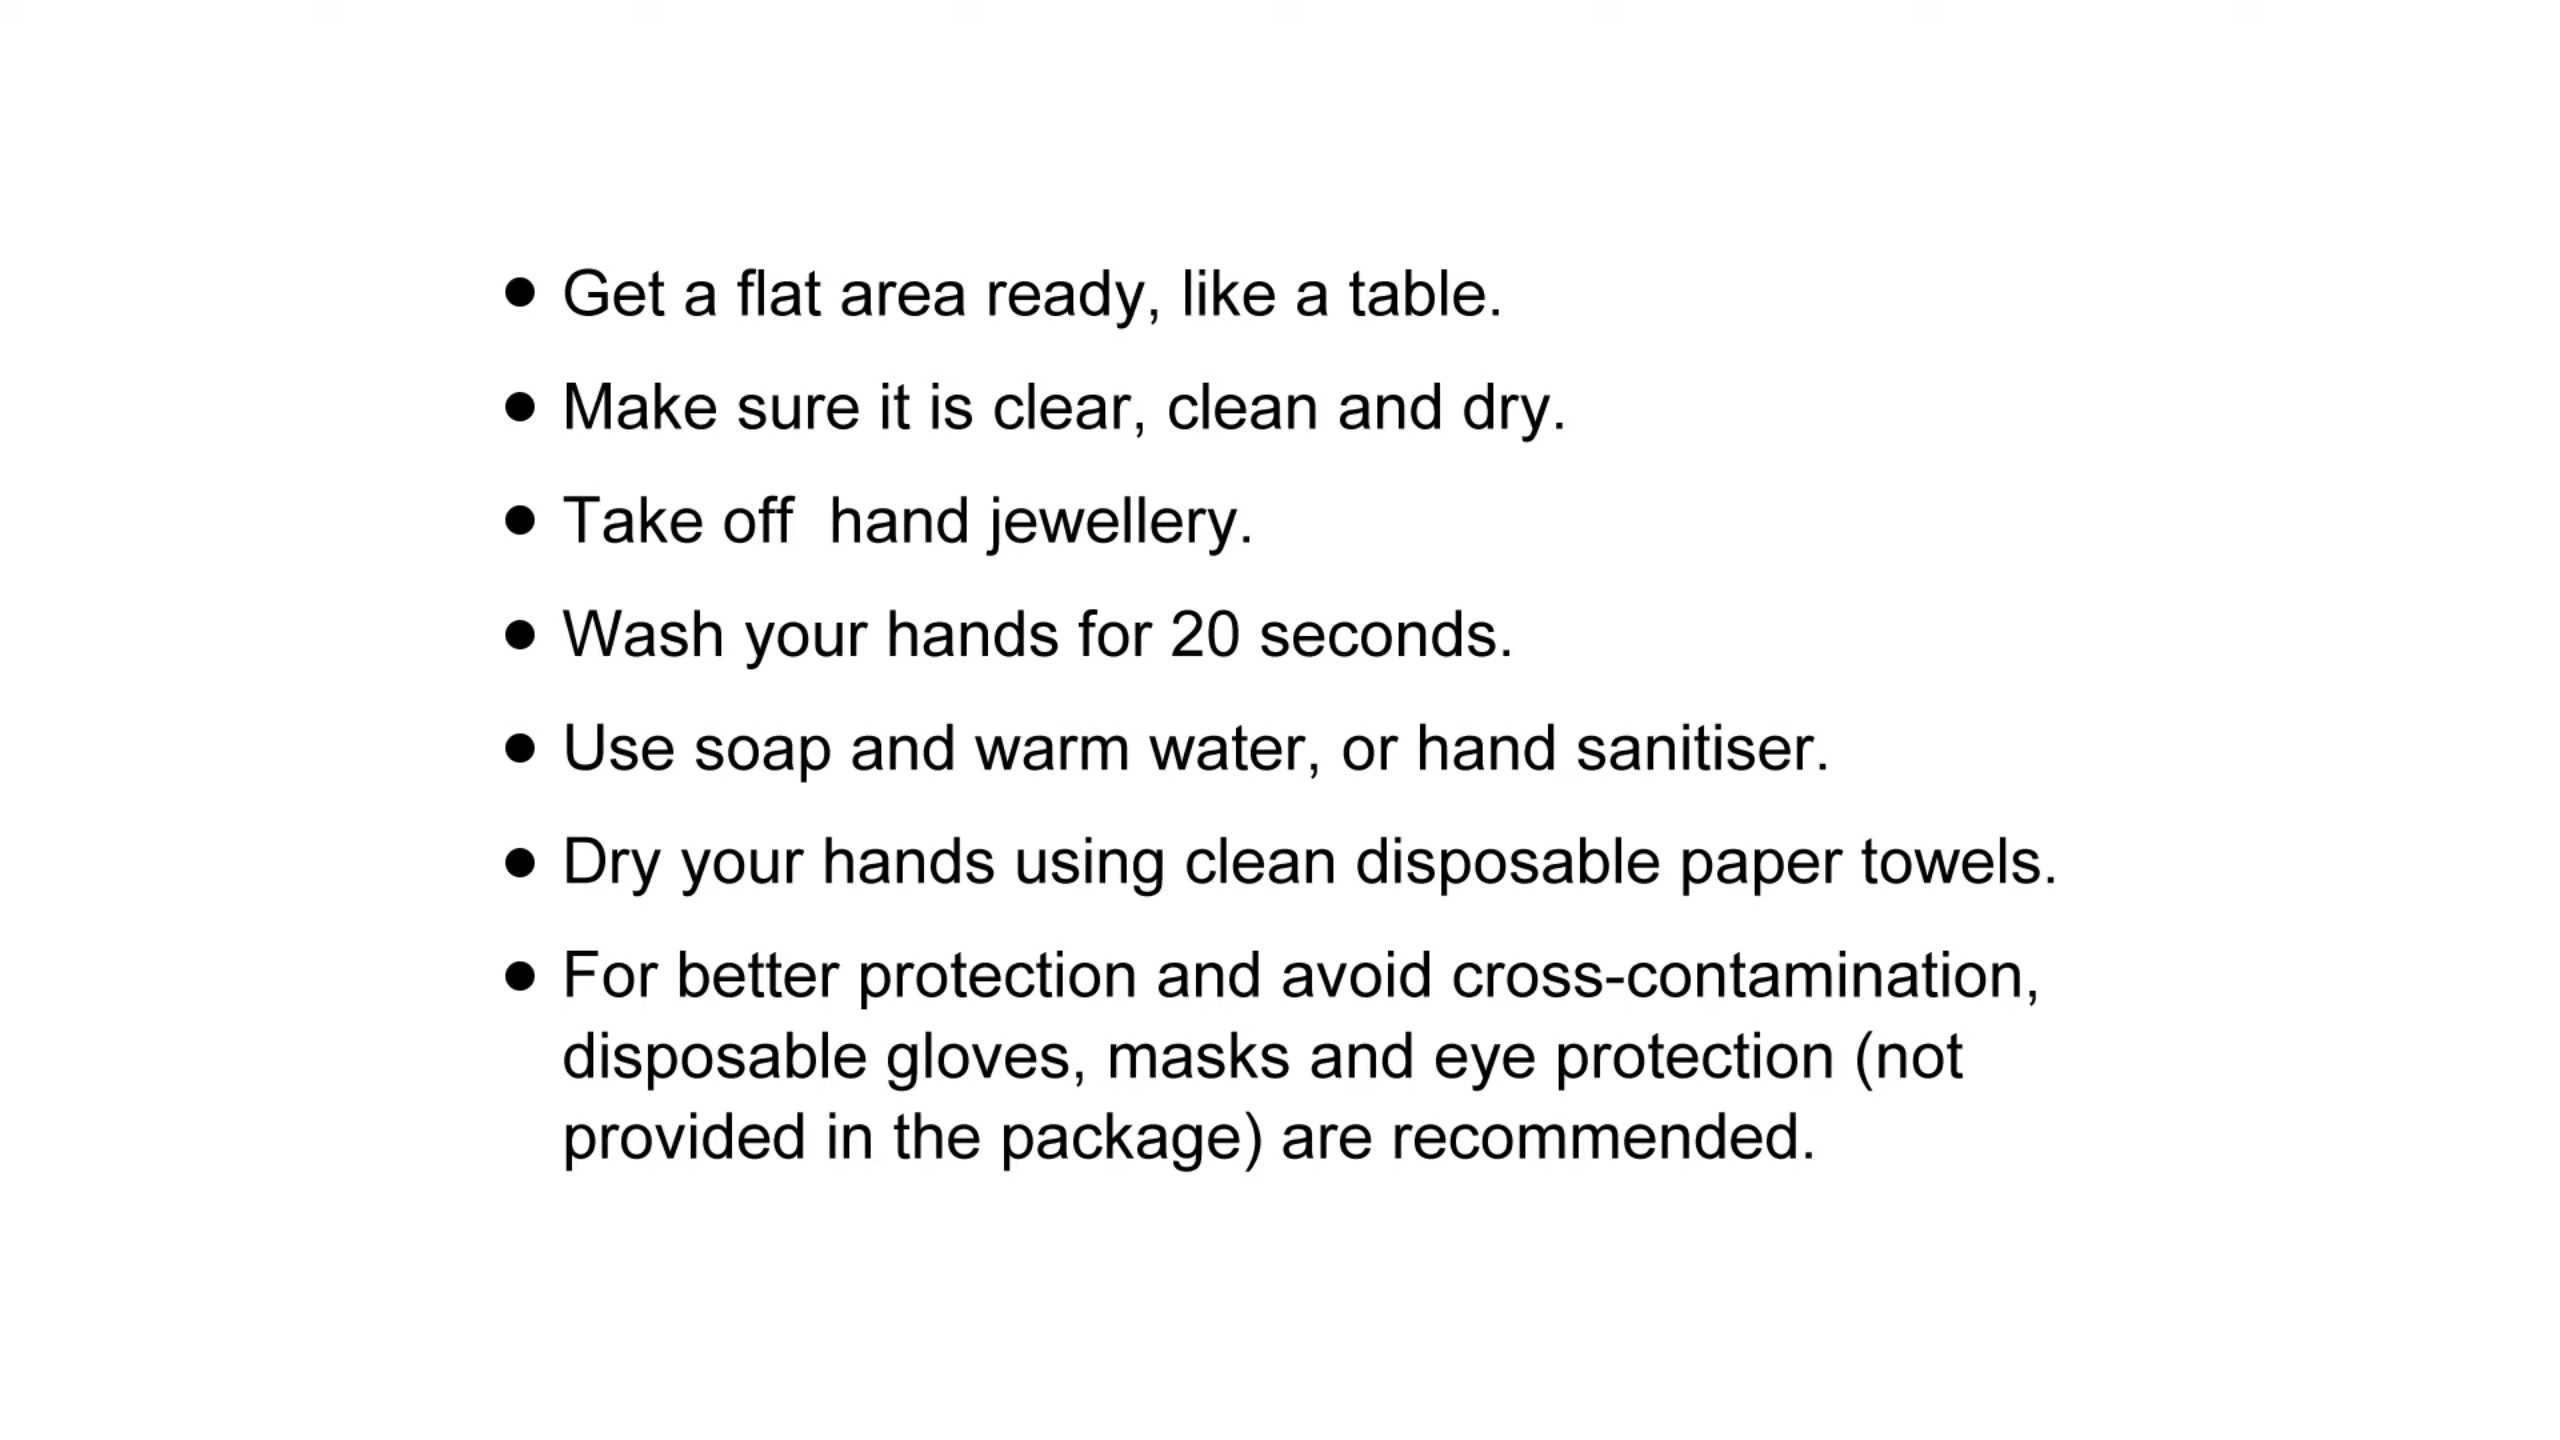 ● Get a flat area ready, like a table.
● Make sure it is clear, clean and dry.
● Take off  hand jewellery.
● Wash your hands for 20 seconds.
● Use soap and warm water, or hand sanitiser.
● Dry your hands using clean disposable paper towels.
● For better protection and avoid cross-contamination,
disposable gloves, masks and eye protection (not
provided in the package) are recommended.